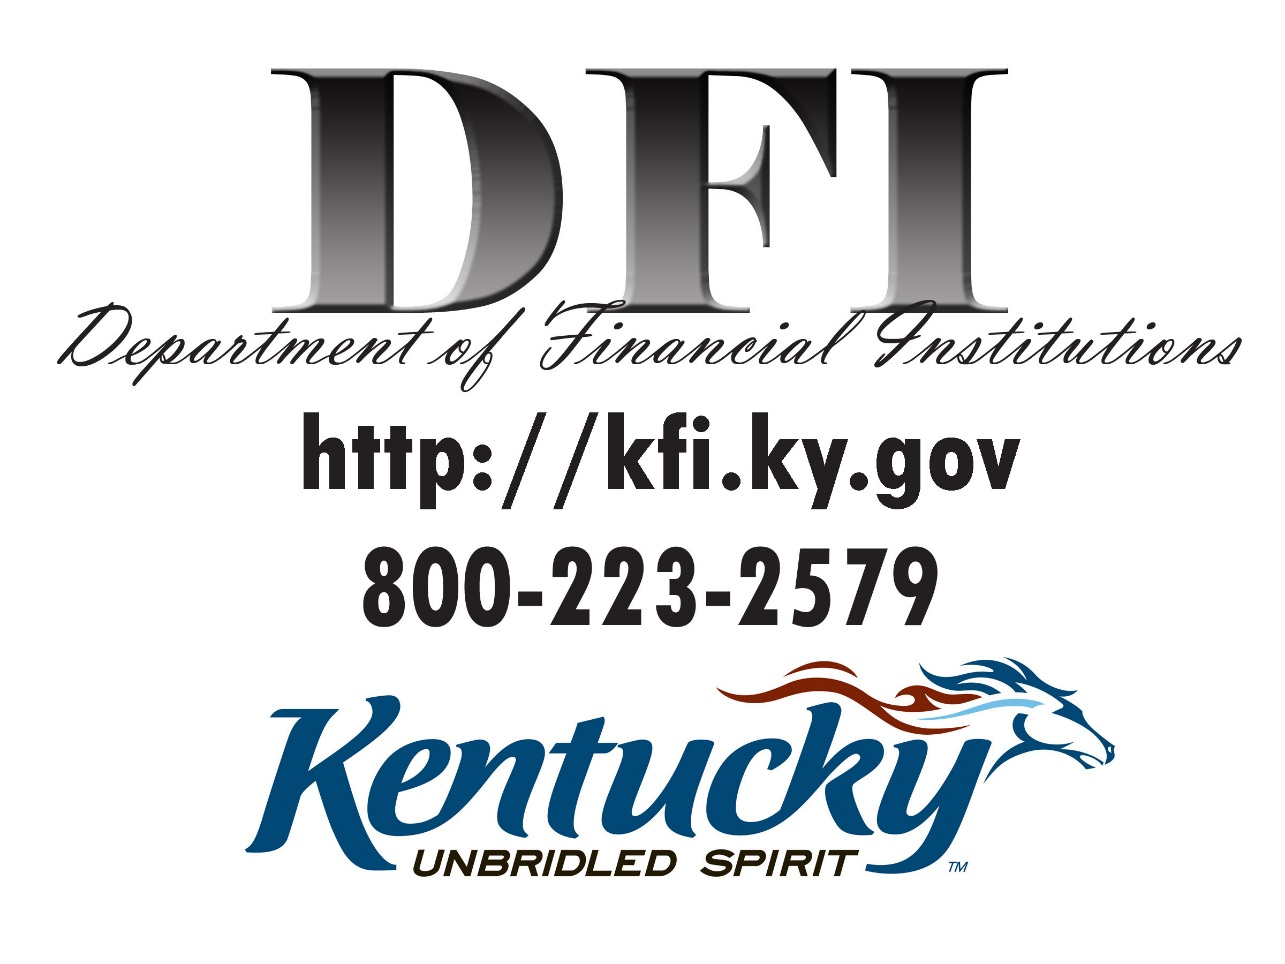 DFI
Department of Financial Institutions
http://kfi.ky.gov
800-223-2579
Kentucky
UNBRIDLED SPIRIT TM